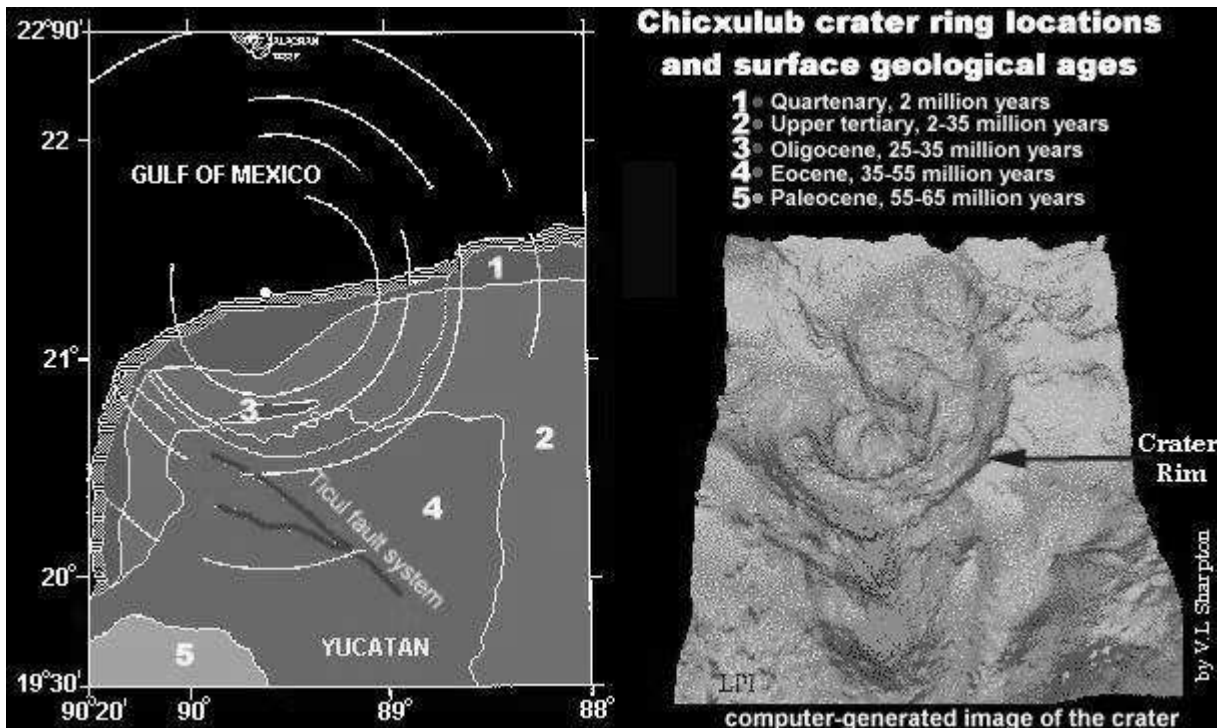 22°90'
ALACRAN
REEF
22
GULF OF MEXICO
1
21°
3
2
Ticul fault system
4
20°
YUCATAN
5
19°30'
90°20'
90°
89°
88°
Chicxulub crater ring locations
and surface geological ages
1 • Quartenary, 2 million years
2 • Upper tertiary, 2-35 million years
3 • Oligocene, 25-35 million years
4 • Eocene, 35-55 million years
5 • Paleocene, 55-65 million years
Crater
Rim
by V.L Sharpton
LPI
computer-generated image of the crater